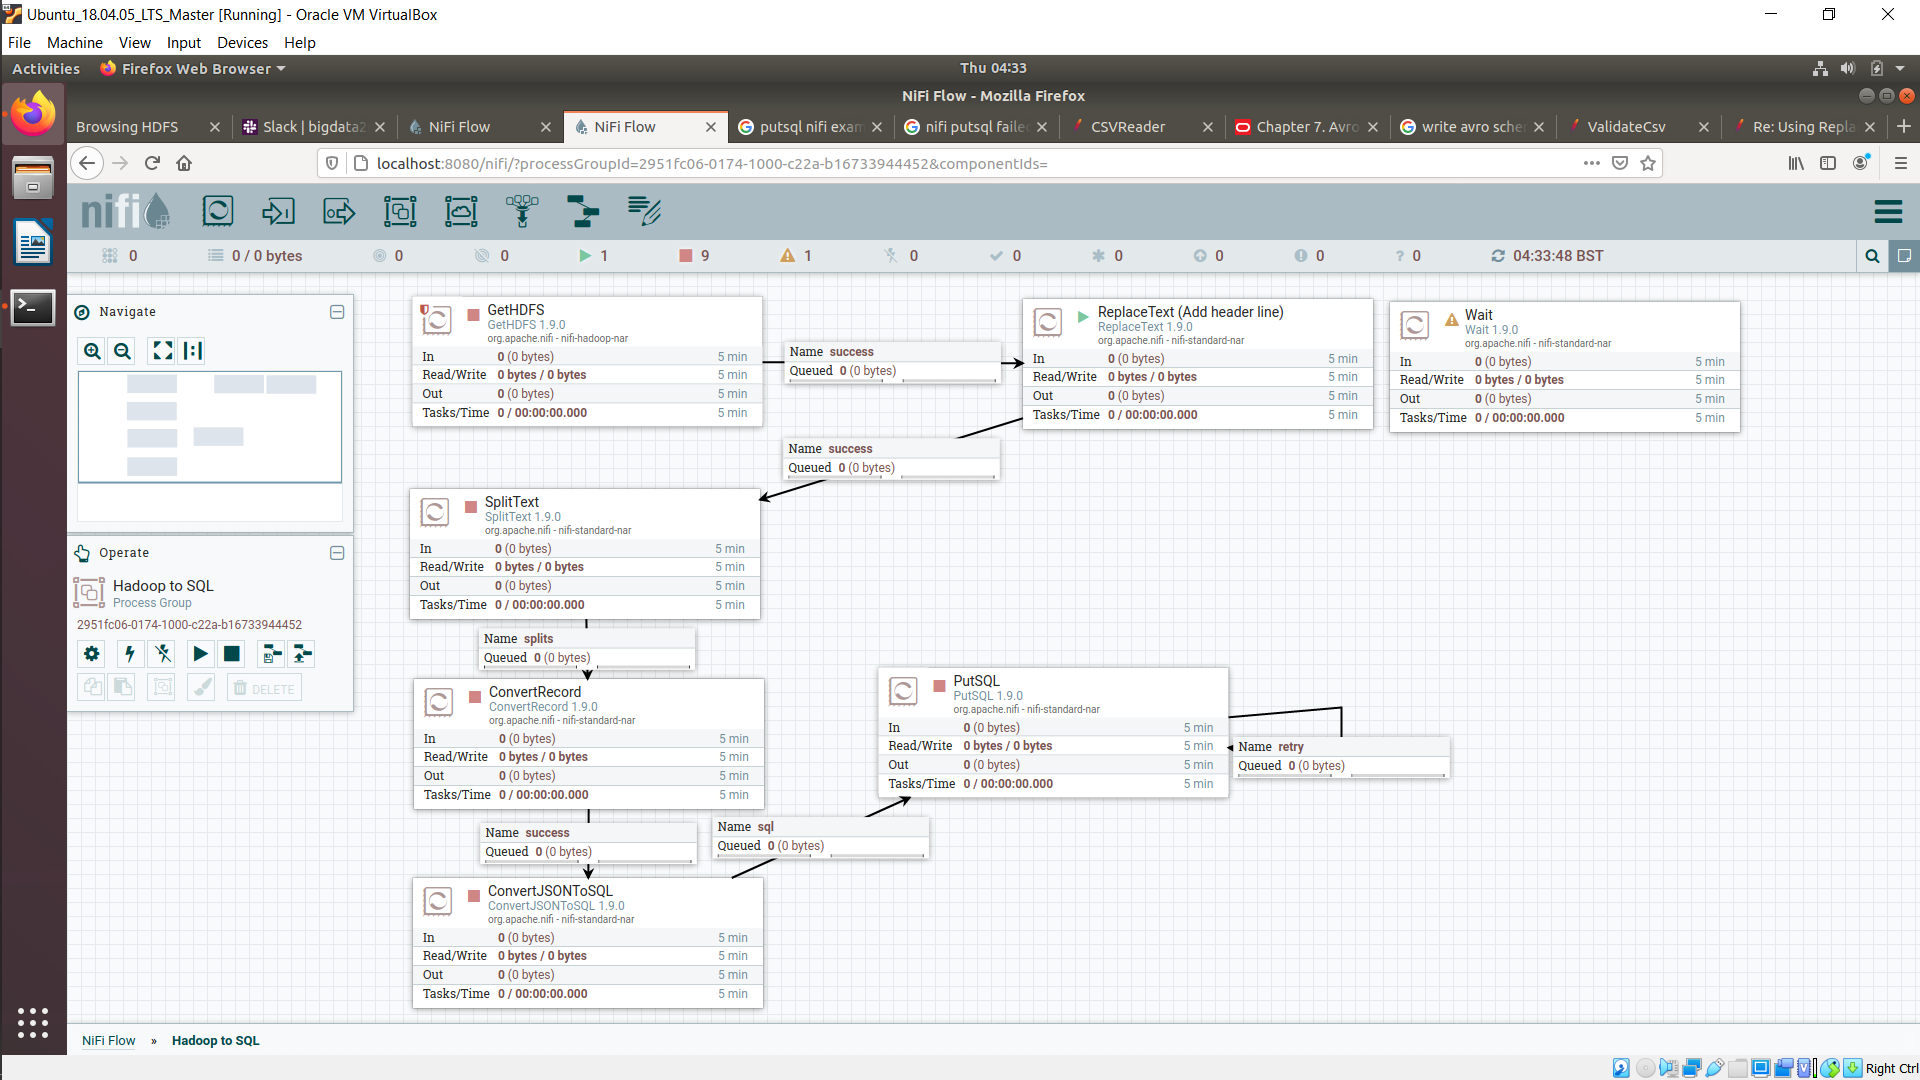 Ubuntu_18.04.05_LTS_Master [Running] - Oracle VM VirtualBox
File Machine View Input Devices Help
Activities Firefox Web Browser Thu 04:33
NiFi Flow - Mozilla Firefox
Browsing HDFS Slack | bigdata2 NiFi Flow NiFi Flow putsql nifi exam nifi putsql failed CSVReader Chapter 7. Avro write avro schem ValidateCsv Re: Using Repla
localhost:8080/nifi/?processGroupId=2951fc06-0174-1000-c22a-b16733944452&componentIds=
nifi
0 0 / 0 bytes 0 0 1 9 1 0 0 0 0 0 ? 0 04:33:48 BST
Navigate
Operate
Hadoop to SQL
Process Group
2951fc06-0174-1000-c22a-b16733944452
DELETE
GetHDFS
GetHDFS 1.9.0
org.apache.nifi - nifi-hadoop-nar
In 0 (0 bytes) 5 min
Read/Write 0 bytes / 0 bytes 5 min
Out 0 (0 bytes) 5 min
Tasks/Time 0 / 00:00:00.000 5 min
Name success
Queued 0 (0 bytes)
ReplaceText (Add header line)
ReplaceText 1.9.0
org.apache.nifi - nifi-standard-nar
In 0 (0 bytes) 5 min
Read/Write 0 bytes / 0 bytes 5 min
Out 0 (0 bytes) 5 min
Tasks/Time 0 / 00:00:00.000 5 min
Wait
Wait 1.9.0
org.apache.nifi - nifi-standard-nar
In 0 (0 bytes) 5 min
Read/Write 0 bytes / 0 bytes 5 min
Out 0 (0 bytes) 5 min
Tasks/Time 0 / 00:00:00.000 5 min
Name success
Queued 0 (0 bytes)
SplitText
SplitText 1.9.0
org.apache.nifi - nifi-standard-nar
In 0 (0 bytes) 5 min
Read/Write 0 bytes / 0 bytes 5 min
Out 0 (0 bytes) 5 min
Tasks/Time 0 / 00:00:00.000 5 min
Name splits
Queued 0 (0 bytes)
ConvertRecord
ConvertRecord 1.9.0
org.apache.nifi - nifi-standard-nar
In 0 (0 bytes) 5 min
Read/Write 0 bytes / 0 bytes 5 min
Out 0 (0 bytes) 5 min
Tasks/Time 0 / 00:00:00.000 5 min
PutSQL
PutSQL 1.9.0
org.apache.nifi - nifi-standard-nar
In 0 (0 bytes) 5 min
Read/Write 0 bytes / 0 bytes 5 min
Out 0 (0 bytes) 5 min
Tasks/Time 0 / 00:00:00.000 5 min
Name retry
Queued 0 (0 bytes)
Name success
Queued 0 (0 bytes)
Name sql
Queued 0 (0 bytes)
ConvertJSONToSQL
ConvertJSONToSQL 1.9.0
org.apache.nifi - nifi-standard-nar
In 0 (0 bytes) 5 min
Read/Write 0 bytes / 0 bytes 5 min
Out 0 (0 bytes) 5 min
Tasks/Time 0 / 00:00:00.000 5 min
NiFi Flow » Hadoop to SQL
Right Ctrl